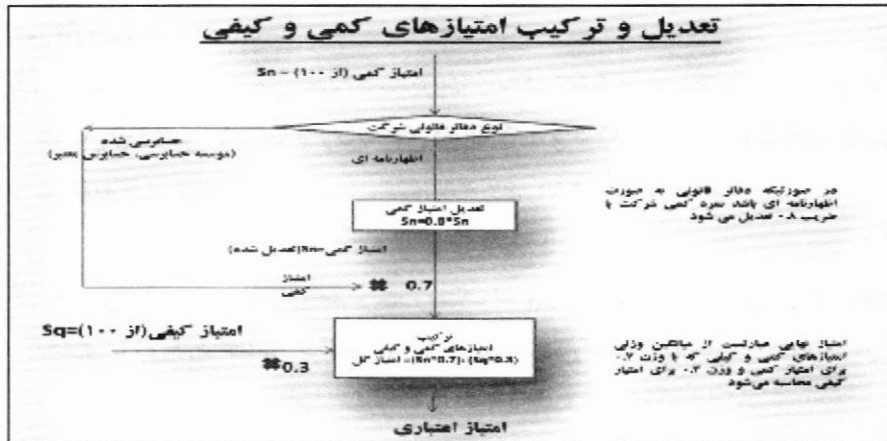 تعدیل و ترکیب امتیازهای کمی و کیفی
امتیاز کمی (از ۱۰۰) = Sn
نوع دفاتر قانونی شرکت
حسابرسی شده
(موسسه حسابرسی، حسابرس معتبر)
اظهارنامه ای
در صورتیکه دفاتر قانونی به صورت
اظهارنامه ای باشد نمره کمی شرکت با
ضریب ۰.۸ تعدیل می شود
تعدیل امتیاز کمی
Sn=0.8*Sn
امتیاز کمی=Sn(تعدیل شده)
امتیاز
کمی
0.7
امتیاز کیفی(از ۱۰۰)=Sq
0.3
ترکیب
امتیازهای کمی و کیفی
امتیاز کل=(Sn*0.7)+(Sq*0.3)
امتیاز نهایی عبارتست از میانگین وزنی
امتیازهای کمی و کیفی که با وزن ۰.۷
برای امتیاز کمی و وزن ۰.۳ برای امتیاز
کیفی محاسبه می‌شود
امتیاز اعتباری